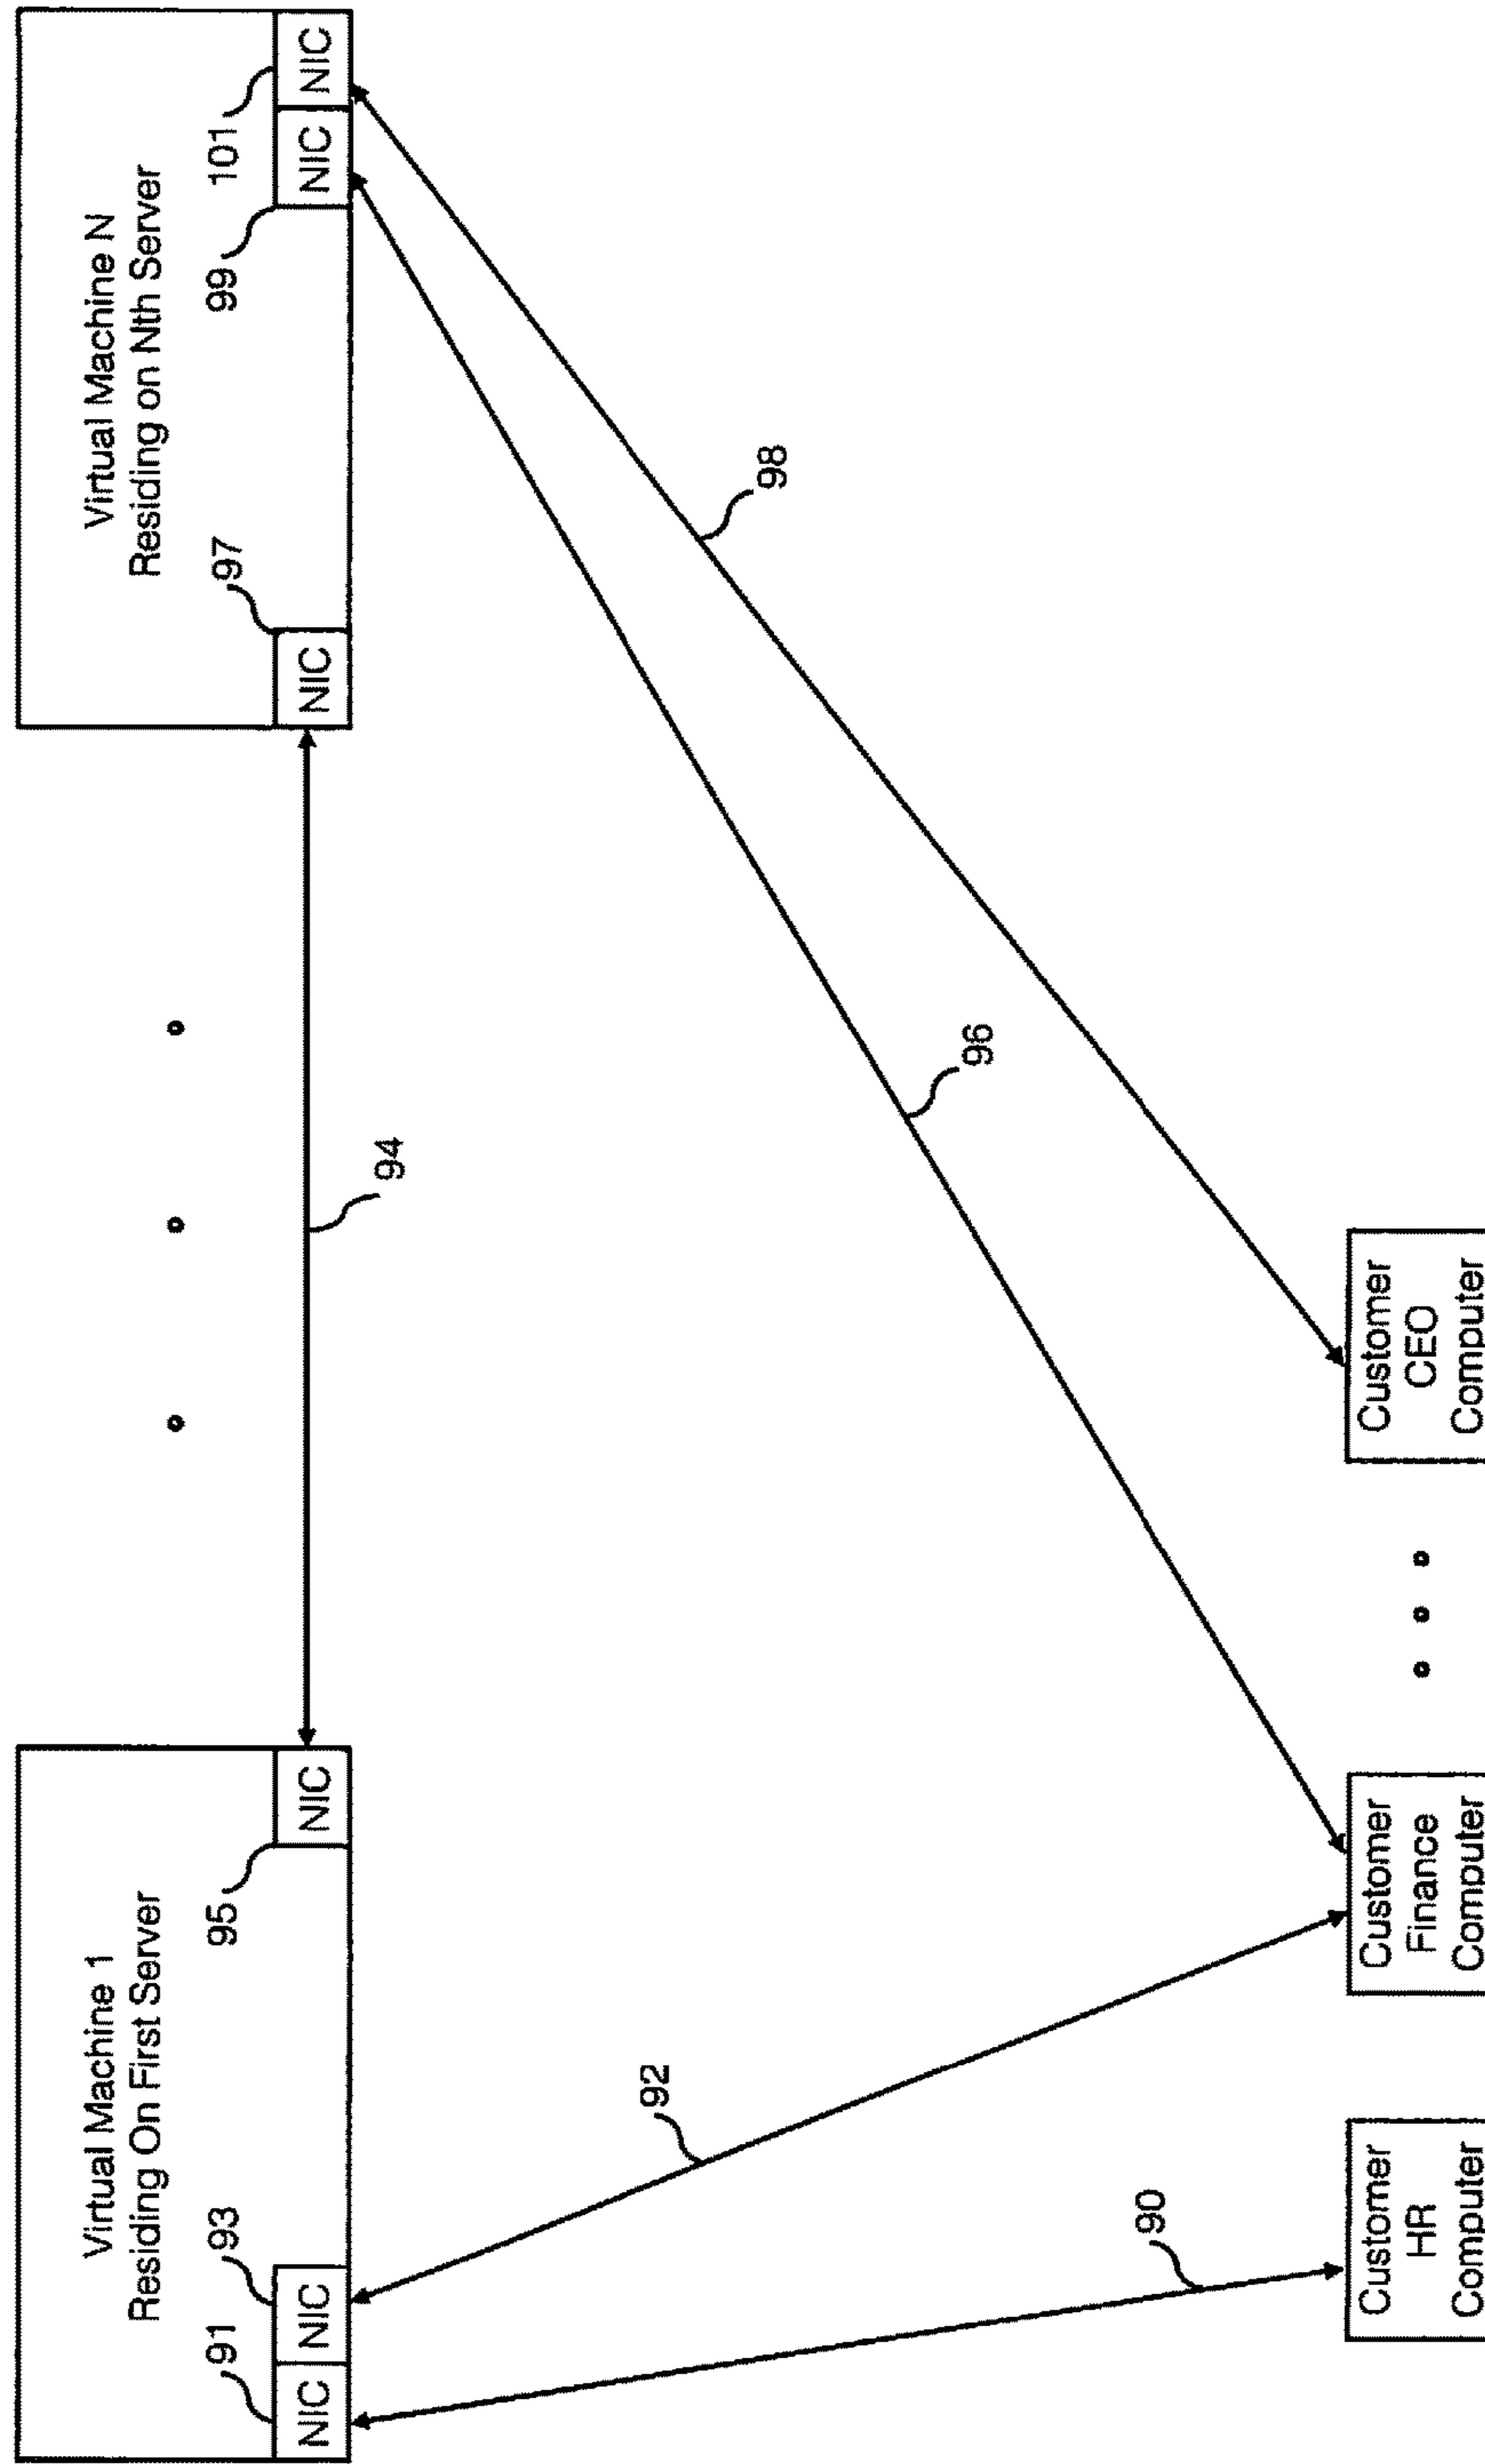 Virtual Machine 1
Residing On First Server
91
93
95
NIC
NIC
NIC
Virtual Machine N
Residing on Nth Server
97
99
101
NIC
NIC
NIC
94
92
90
96
98
Customer
HR
Computer
Customer
Finance
Computer
Customer
CEO
Computer